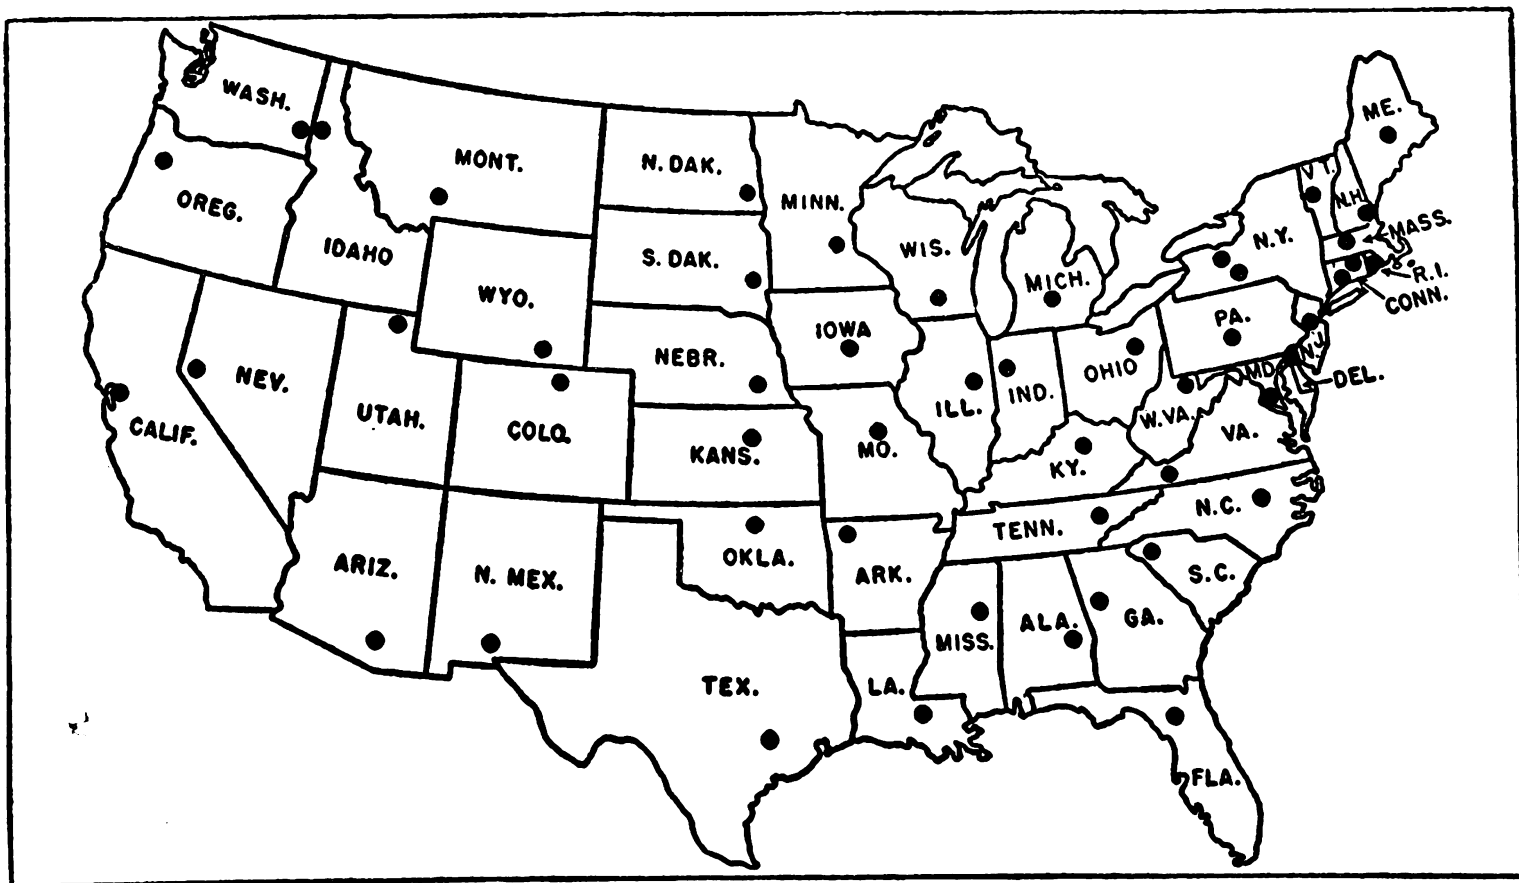 WASH.
OREG.
CALIF.
IDAHO
NEV.
MONT.
WYO.
UTAH.
ARIZ.
COLO.
N. MEX.
N. DAK.
S. DAK.
NEBR.
KANS.
OKLA.
TEX.
MINN.
IOWA
MO.
ARK.
LA.
WIS.
ILL.
MICH.
IND.
OHIO
KY.
TENN.
MISS.
ALA.
GA.
FLA.
S.C.
N.C.
VA.
W.VA.
MD.
DEL.
PA.
N.J.
N.Y.
CONN.
R.I.
MASS.
VT.
N.H.
ME.